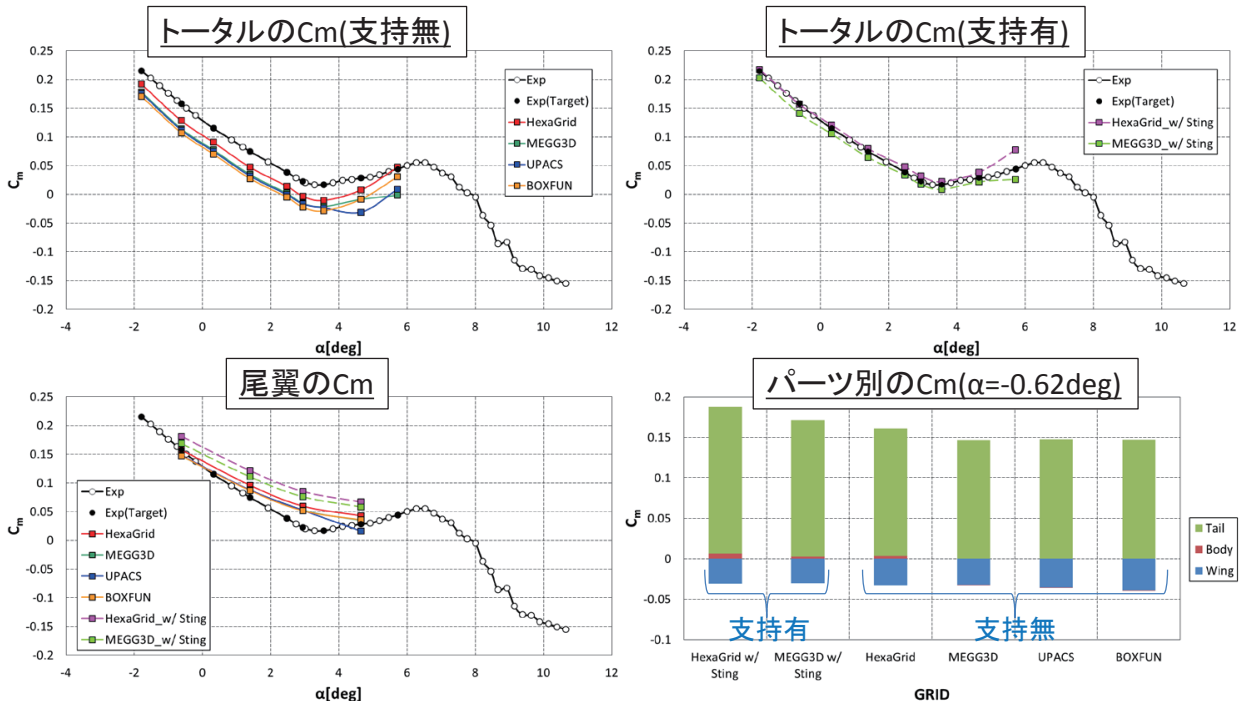 トータルのCm(支持無)
0.25
0.2
0.15
0.1
0.05
0
-0.05
-0.1
-0.15
-0.2
Cm
-4
-2
0
2
4
6
8
10
12
α[deg]
Exp
Exp(Target)
HexaGrid
MEGG3D
UPACS
BOXFUN
トータルのCm(支持有)
0.25
0.2
0.15
0.1
0.05
0
-0.05
-0.1
-0.15
-0.2
Cm
-4
-2
0
2
4
6
8
10
12
α[deg]
Exp
Exp(Target)
HexaGrid_w/ Sting
MEGG3D_w/ Sting
尾翼のCm
0.25
0.2
0.15
0.1
0.05
0
-0.05
-0.1
-0.15
-0.2
Cm
-4
-2
0
2
4
6
8
10
12
α[deg]
Exp
Exp(Target)
HexaGrid
MEGG3D
UPACS
BOXFUN
HexaGrid_w/ Sting
MEGG3D_w/ Sting
パーツ別のCm(α=-0.62deg)
0.2
0.15
0.1
0.05
0
-0.05
-0.1
Cm
Tail
Body
Wing
支持有
支持無
HexaGrid w/
Sting
MEGG3D w/
Sting
HexaGrid
MEGG3D
UPACS
BOXFUN
GRID